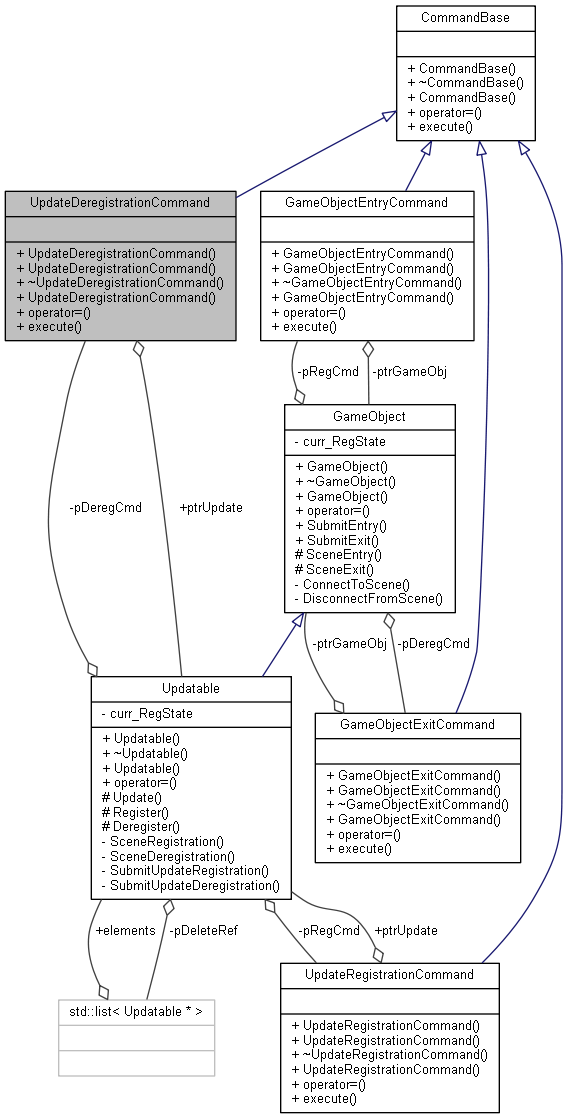 CommandBase
+ CommandBase()
+ ~CommandBase()
+ CommandBase()
+ operator=()
+ execute()
UpdateDeregistrationCommand
+ UpdateDeregistrationCommand()
+ UpdateDeregistrationCommand()
+ ~UpdateDeregistrationCommand()
+ UpdateDeregistrationCommand()
+ operator=()
+ execute()
GameObjectEntryCommand
+ GameObjectEntryCommand()
+ GameObjectEntryCommand()
+ ~GameObjectEntryCommand()
+ GameObjectEntryCommand()
+ operator=()
+ execute()
-pRegCmd
-ptrGameObj
GameObject
- curr_RegState
+ GameObject()
+ ~GameObject()
+ GameObject()
+ operator=()
+ SubmitEntry()
+ SubmitExit()
# SceneEntry()
# SceneExit()
- ConnectToScene()
- DisconnectFromScene()
-pDeregCmd
+ptrUpdate
-ptrGameObj
-pDeregCmd
Updatable
- curr_RegState
+ Updatable()
+ ~Updatable()
+ Updatable()
+ operator=()
# Update()
# Register()
# Deregister()
- SceneRegistration()
- SceneDeregistration()
- SubmitUpdateRegistration()
- SubmitUpdateDeregistration()
GameObjectExitCommand
+ GameObjectExitCommand()
+ GameObjectExitCommand()
+ ~GameObjectExitCommand()
+ GameObjectExitCommand()
+ operator=()
+ execute()
+elements
-pDeleteRef
-pRegCmd
+ptrUpdate
std::list< Updatable * >
UpdateRegistrationCommand
+ UpdateRegistrationCommand()
+ UpdateRegistrationCommand()
+ ~UpdateRegistrationCommand()
+ UpdateRegistrationCommand()
+ operator=()
+ execute()